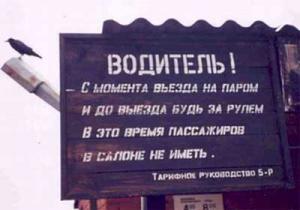 ВОДИТЕЛЬ!
С МОМЕНТА ВЪЕЗДА НА ПАРОМ
И ДО ВЫЕЗДА БУДЬ ЗА РУЛЕМ
В ЭТО ВРЕМЯ ПАССАЖИРОВ
В САЛОНЕ НЕ ИМЕТЬ.
ТАРИФНОЕ РУКОВОДСТВО 5-Р